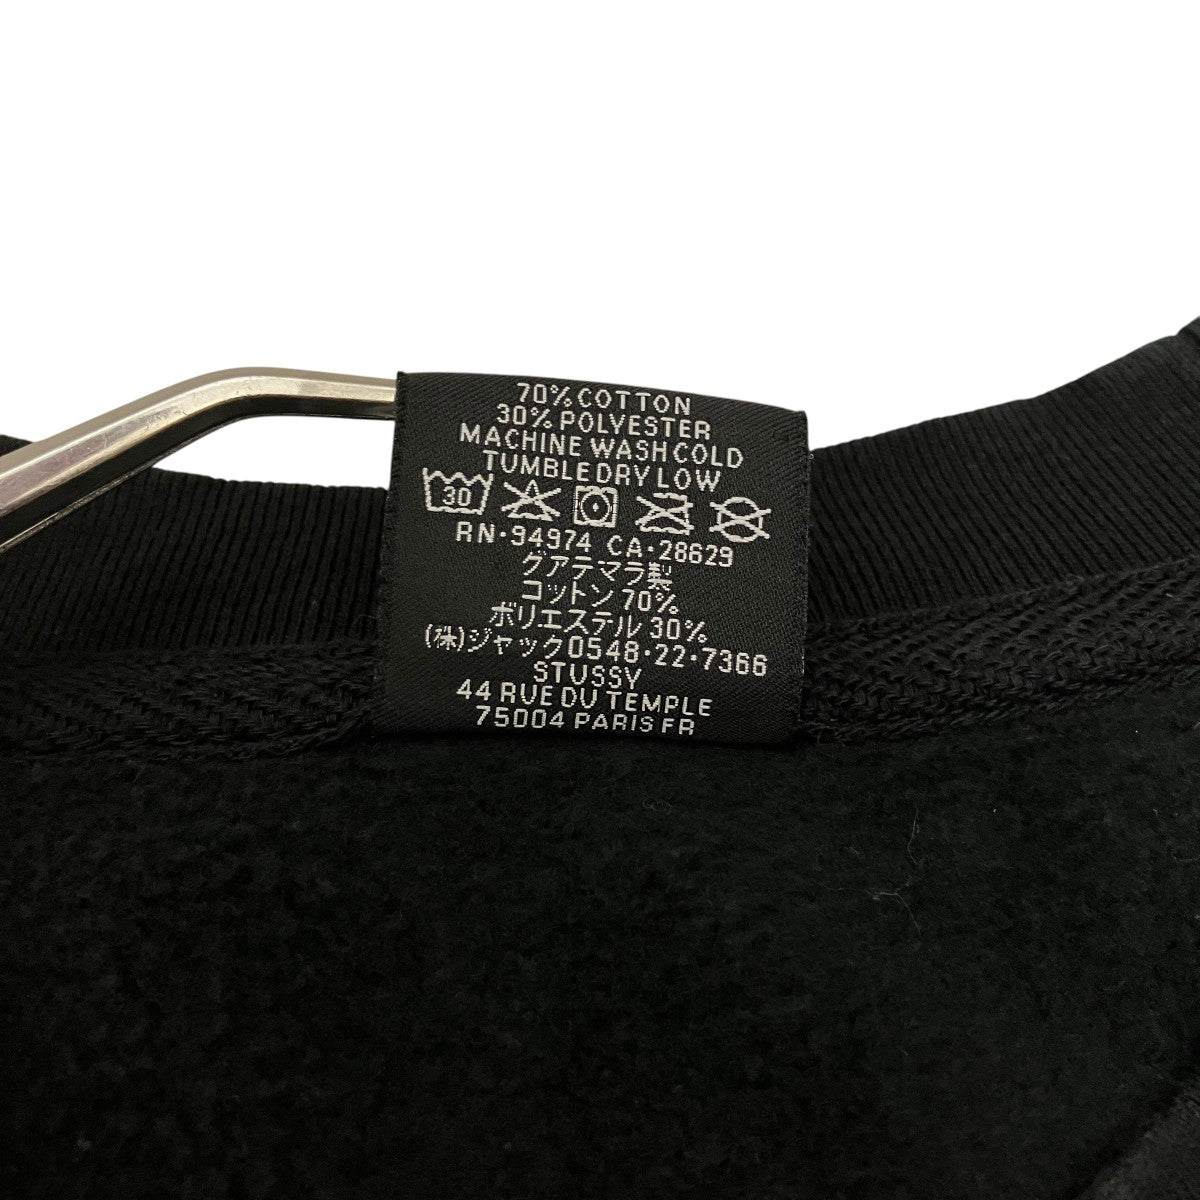 70% COTTON
30% POLYESTER
MACHINE WASH COLD
TUMBLE DRY LOW
30
RN·94974 CA·28629
グアテマラ製
コットン 70%
ポリエステル 30%
(株)ジャック0548·22·7366
STUSSY
44 RUE DU TEMPLE
75004 PARIS FR